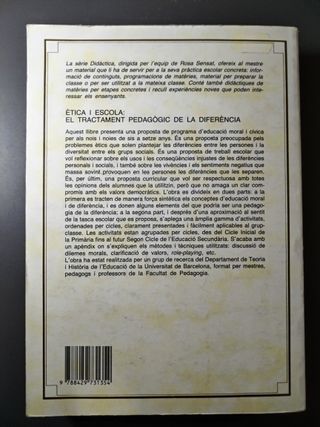 La sèrie Didàctica, dirigida per l'equip de Rosa Sensat, ofereix al mestre
un material que li ha de servir per a la seva pràctica escolar concreta: infor-
mació de continguts, programacions de matèries, material per preparar la
classe o per ser utilitzat a la mateixa classe. Conté també didàctiques de
matèries per etapes concretes i recull experiències noves que poden inter-
essar els ensenyants.
ÈTICA I ESCOLA:
EL TRACTAMENT PEDAGÒGIC DE LA DIFERÈNCIA
Aquest llibre presenta una proposta de programa d'educació moral i cívica
per als nois i noies de sis a setze anys. És una proposta preocupada pels
problemes ètics que solen plantejar les diferències entre les persones i la
diversitat entre els grups socials. És una proposta de treball escolar que
vol reflexionar sobre els usos i les conseqüències injustes de les diferències
personals i socials, i també sobre les vivències i els sentiments negatius que
massa sovint provoquen en les persones les diferències que les separen.
És, per últim, una proposta curricular que vol ser respectuosa amb totes
les opinions dels alumnes que la utilitzin, però que no amaga un clar com-
promís amb els valors democràtics. L'obra es divideix en dues parts: a la
primera es tracten de manera força sintètica els conceptes d'educació moral
i de diferència, i es donen alguns elements del que podria ser una pedago-
gia de la diferència; a la segona part, i després d'una aproximació al sentit
de la tasca escolar que es proposa, s'aplega una àmplia gamma d'activitats,
ordenades per cicles, clarament presentades i fàcilment aplicables al grup-
classe. Les activitats estan agrupades per cicles, des del Cicle Inicial de
la Primària fins al futur Segon Cicle de l'Educació Secundària. S'acaba amb
un apèndix on s'expliquen els mètodes i tècniques utilitzats: discussió de
dilemes morals, clarificació de valors, role-playing, etc.
L'obra ha estat realitzada per un grup de recerca del Departament de Teoria
i Història de l'Educació de la Universitat de Barcelona, format per mestres,
pedagogs i professors de la Facultat de Pedagogia.
9 788429 731354